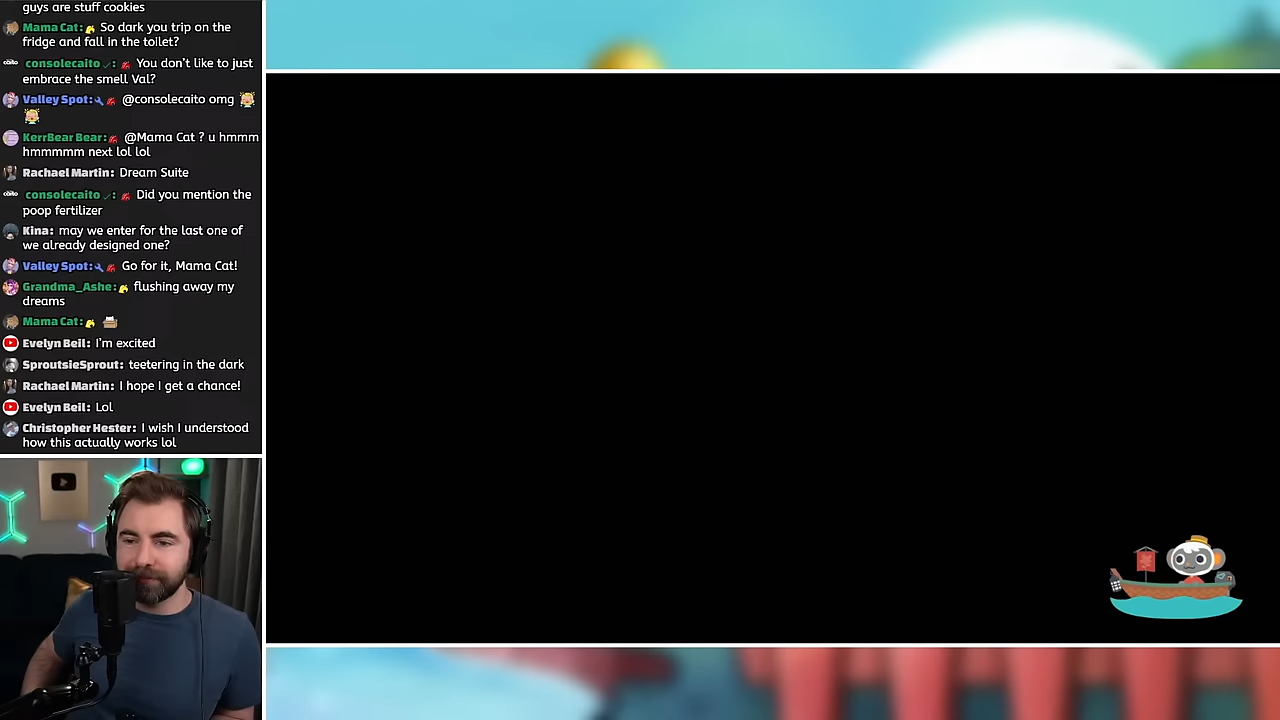 guys are stuff cookies
Mama Cat: So dark you trip on the
fridge and fall in the toilet?
consolecaito ✓: You don't like to just
embrace the smell Val?
Valley Spot: @consolecaito omg
KerrBear Bear: @Mama Cat ? u hmmm
hmmmmm next lol lol
Rachael Martin: Dream Suite
consolecaito ✓: Did you mention the
poop fertilizer
Kina: may we enter for the last one of
we already designed one?
Valley Spot: Go for it, Mama Cat!
Grandma_Ashe: flushing away my
dreams
Mama Cat:
Evelyn Beil: I'm excited
SproutsieSprout: teetering in the dark
Rachael Martin: I hope I get a chance!
Evelyn Beil: Lol
Christopher Hester: I wish I understood
how this actually works lol